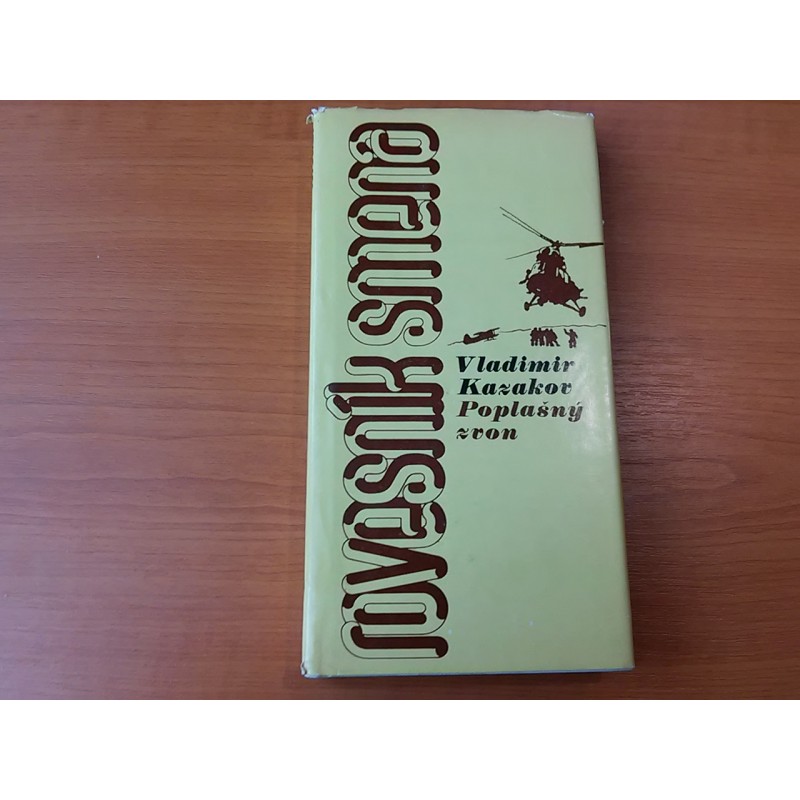 rovesník smena
Vladimir
Kazakov
Poplašný
zvon